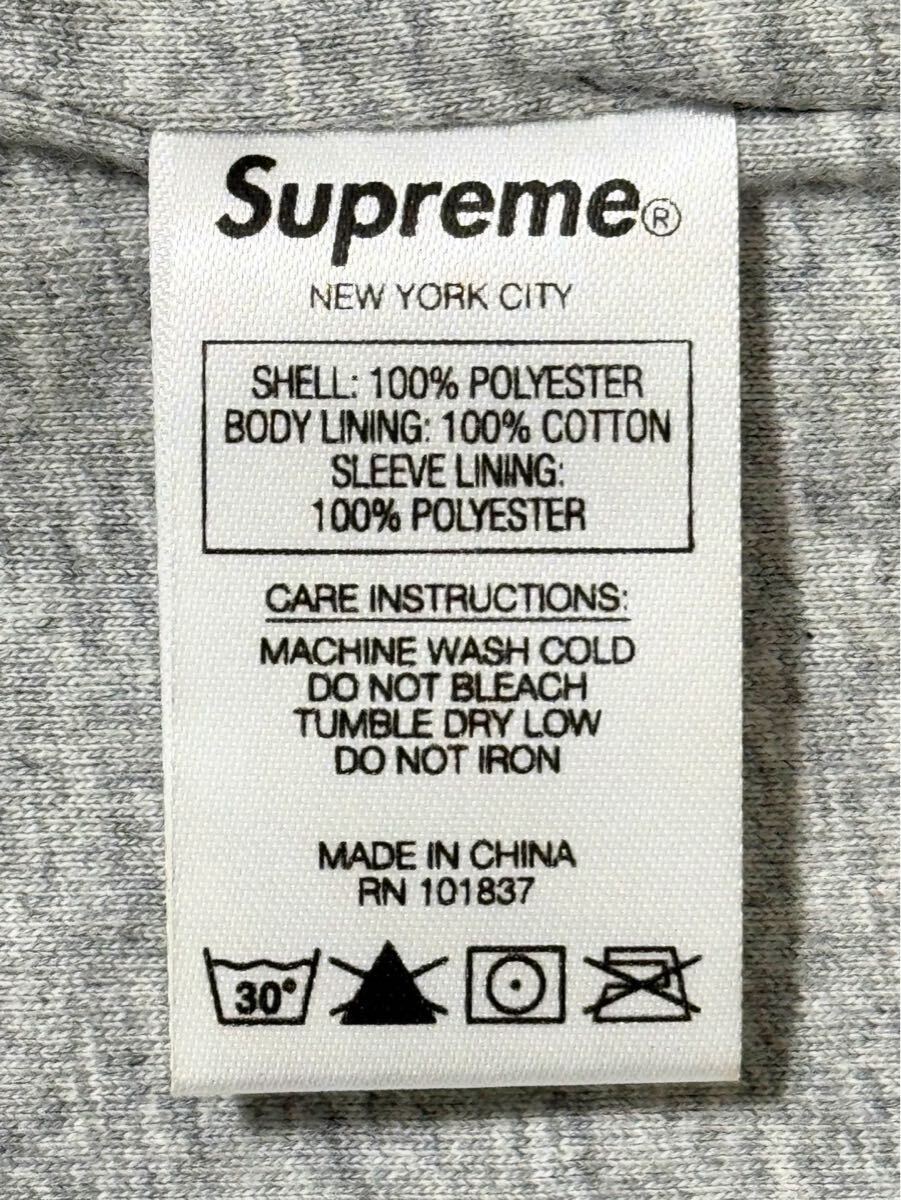 Supreme®
NEW YORK CITY
SHELL: 100% POLYESTER
BODY LINING: 100% COTTON
SLEEVE LINING:
100% POLYESTER
CARE INSTRUCTIONS:
MACHINE WASH COLD
DO NOT BLEACH
TUMBLE DRY LOW
DO NOT IRON
MADE IN CHINA
RN 101837
30°